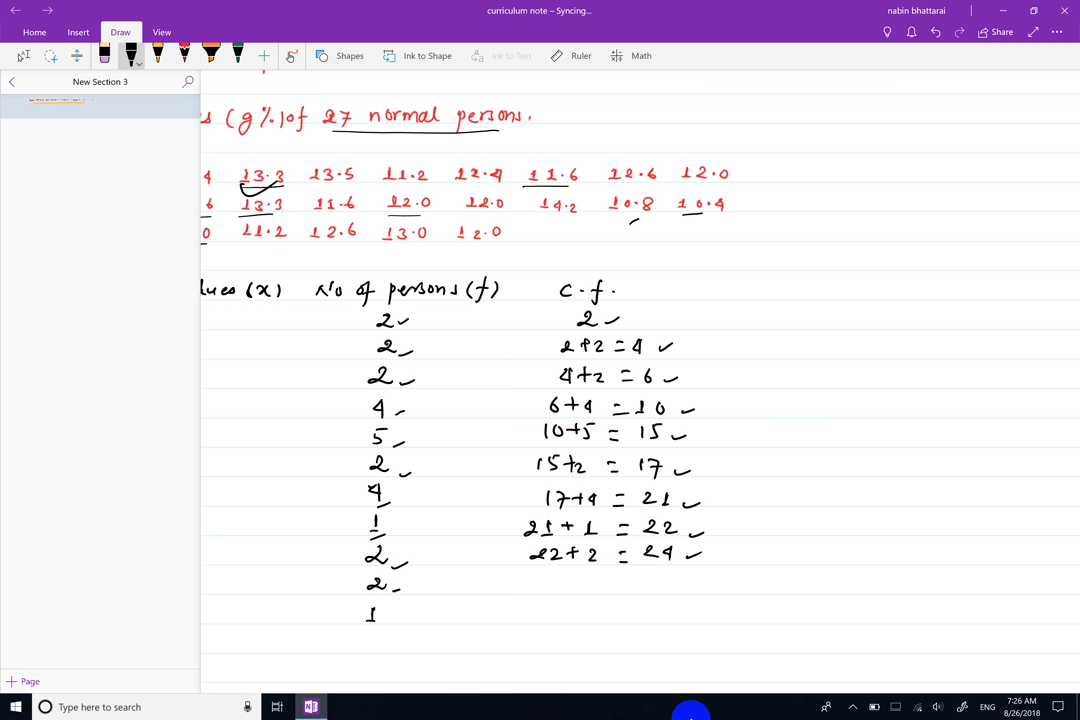 curriculum note – Syncing...
nabin bhattarai
Home Insert Draw View
Share
Shapes Ink to Shape Ink to Text Ruler Math
New Section 3
s (g%) of 27 normal persons.
4 13.3 13.5 11.2 12.4 11.6 12.6 12.0
6 13.3 11.6 12.0 12.0 14.2 10.8 10.4
0 11.2 12.6 13.0 12.0
lues (x) No of persons (f) c.f.
2 2
2 2+2 = 4
2 4+2 = 6
4 6+4 = 10
5 10+5 = 15
2 15+2 = 17
4 17+4 = 21
1 21+1 = 22
2 22+2 = 24
2
1
Page
Type here to search
ENG
7:26 AM
8/26/2018